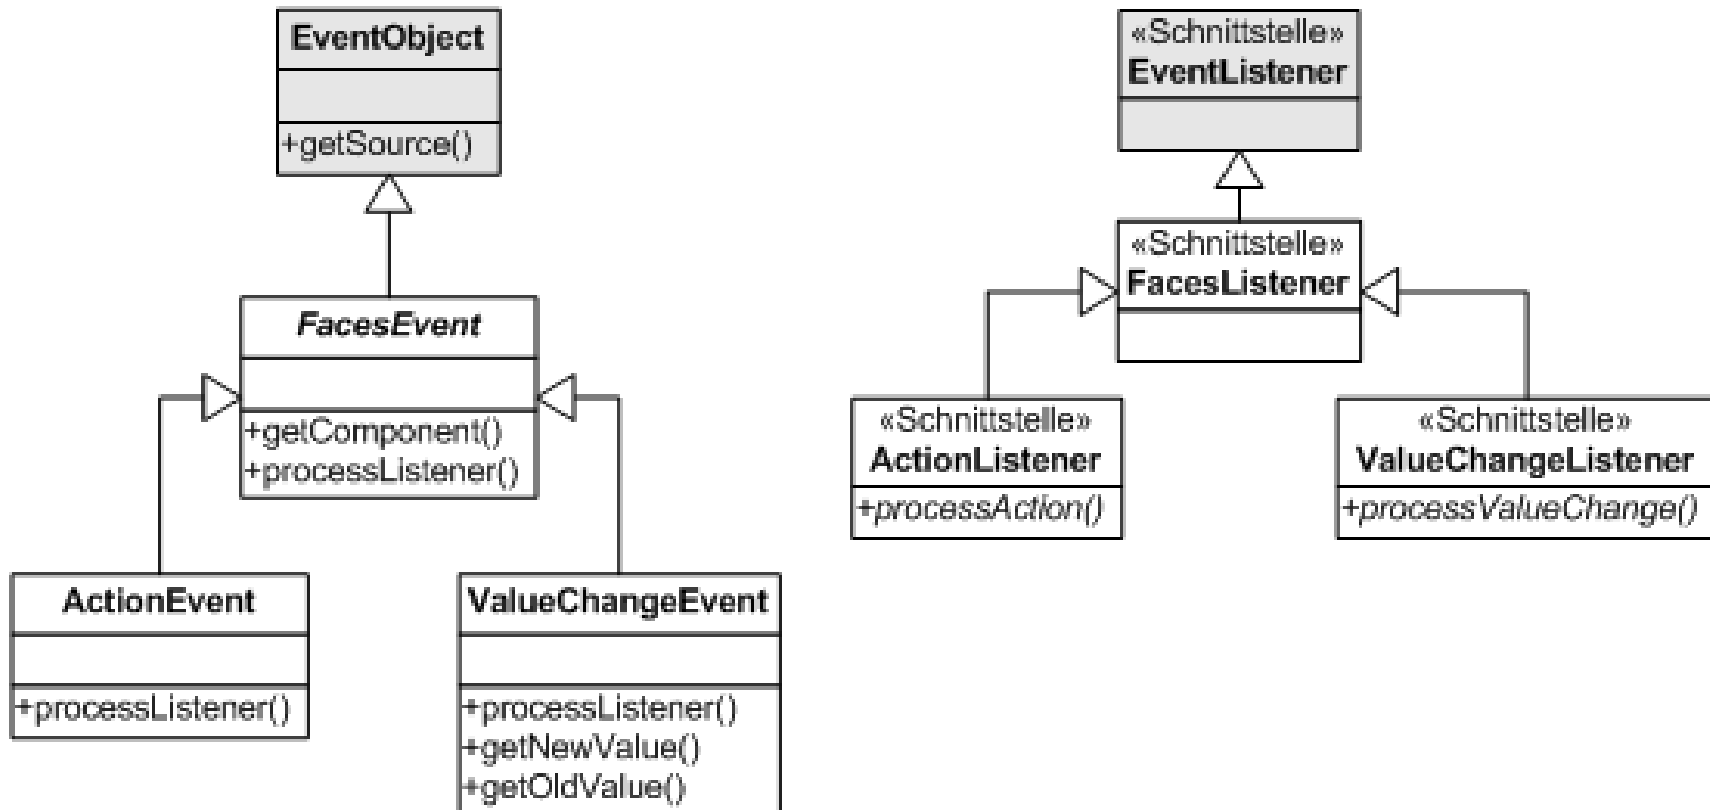 EventObject
+getSource()
FacesEvent
+getComponent()
+processListener()
ActionEvent
+processListener()
ValueChangeEvent
+processListener()
+getNewValue()
+getOldValue()
«Schnittstelle»
EventListener
«Schnittstelle»
FacesListener
«Schnittstelle»
ActionListener
+processAction()
«Schnittstelle»
ValueChangeListener
+processValueChange()